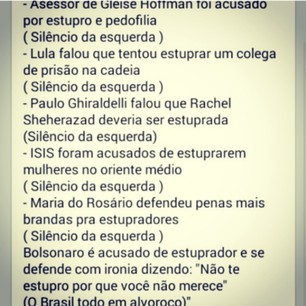 - Asessor de Gleise Hoffman foi acusado
por estupro e pedofilia
( Silêncio da esquerda )
- Lula falou que tentou estuprar um colega
de prisão na cadeia
( Silêncio da esquerda )
- Paulo Ghiraldelli falou que Rachel
Sheherazad deveria ser estuprada
(Silêncio da esquerda)
- ISIS foram acusados de estuprarem
mulheres no oriente médio
( Silêncio da esquerda )
- Maria do Rosário defendeu penas mais
brandas pra estupradores
( Silêncio da esquerda )
Bolsonaro é acusado de estuprador e se
defende com ironia dizendo: "Não te
estupro por que você não merece"
(O Brasil todo em alvoroço)"